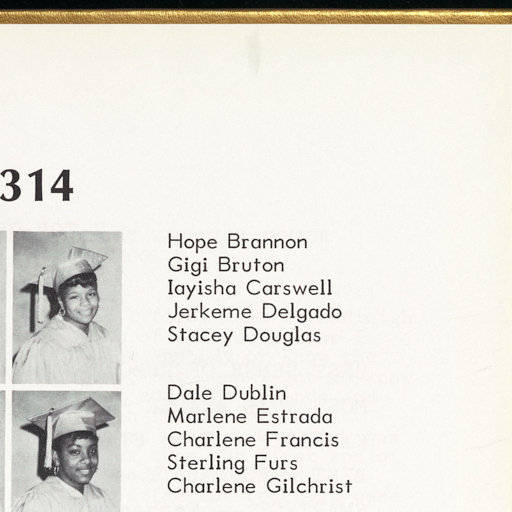 314
Hope Brannon
Gigi Bruton
Iayisha Carswell
Jerkeme Delgado
Stacey Douglas
Dale Dublin
Marlene Estrada
Charlene Francis
Sterling Furs
Charlene Gilchrist